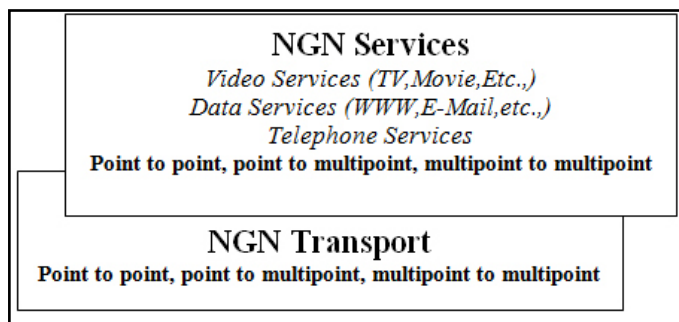 NGN Services
Video Services (TV,Movie,Etc.,)
Data Services (WWW,E-Mail,etc.,)
Telephone Services
Point to point, point to multipoint, multipoint to multipoint
NGN Transport
Point to point, point to multipoint, multipoint to multipoint